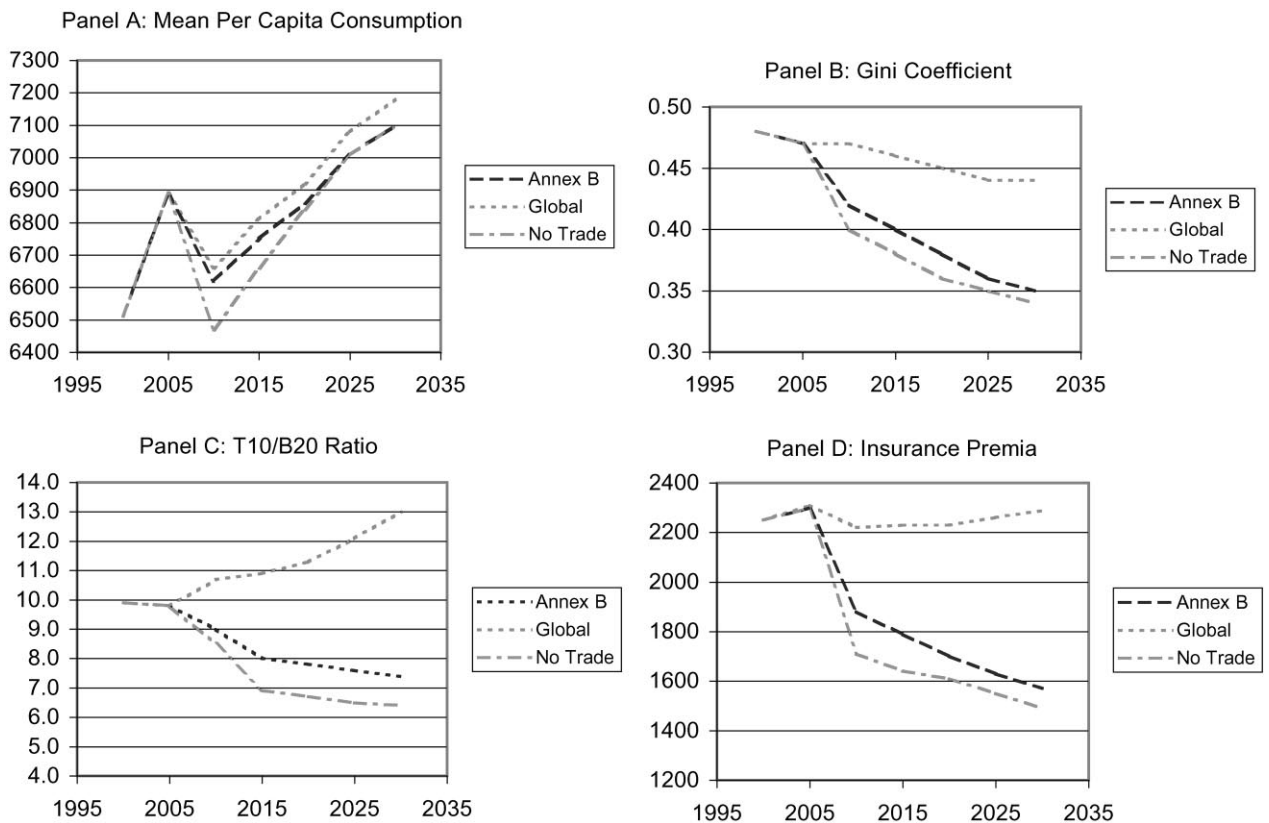 Panel A: Mean Per Capita Consumption
7300
7200
7100
7000
6900
6800
6700
6600
6500
6400
1995 2005 2015 2025 2035
Annex B
Global
No Trade
Panel B: Gini Coefficient
0.50
0.45
0.40
0.35
0.30
1995 2005 2015 2025 2035
Annex B
Global
No Trade
Panel C: T10/B20 Ratio
14.0
13.0
12.0
11.0
10.0
9.0
8.0
7.0
6.0
5.0
4.0
1995 2005 2015 2025 2035
Annex B
Global
No Trade
Panel D: Insurance Premia
2400
2200
2000
1800
1600
1400
1200
1995 2005 2015 2025 2035
Annex B
Global
No Trade